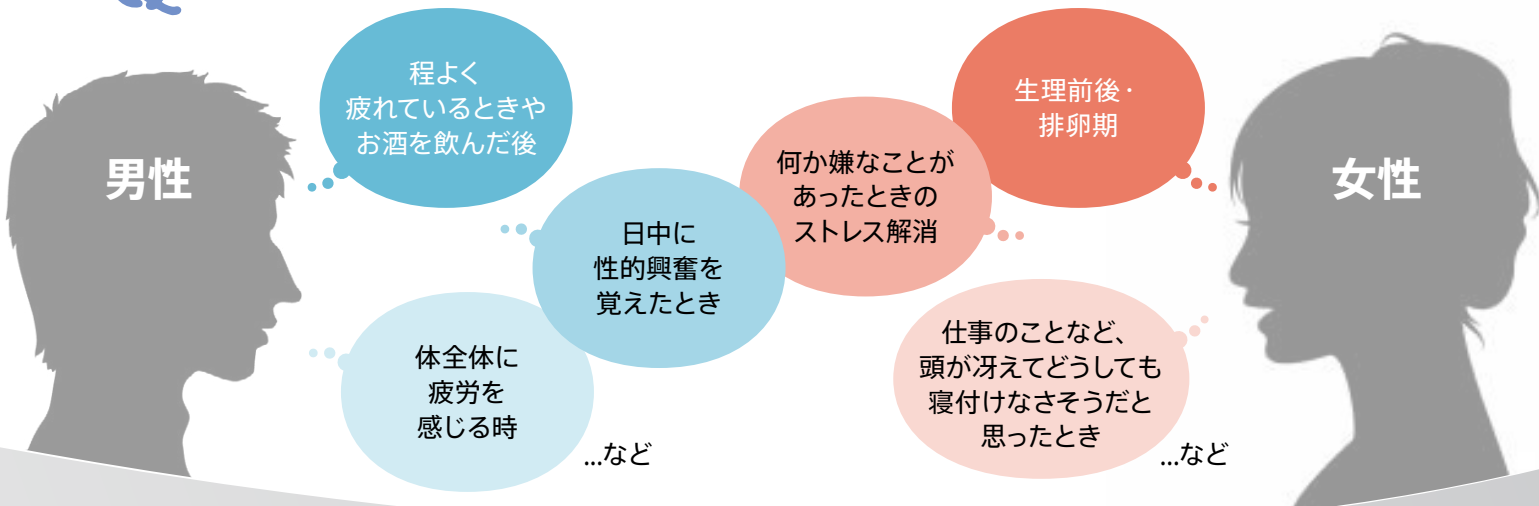 男性
程よく
疲れているときや
お酒を飲んだ後
日中に
性的興奮を
覚えたとき
体全体に
疲労を
感じる時
...など
何か嫌なことが
あったときの
ストレス解消
生理前後・
排卵期
女性
仕事のことなど、
頭が冴えてどうしても
寝付けなさそうだと
思ったとき
...など